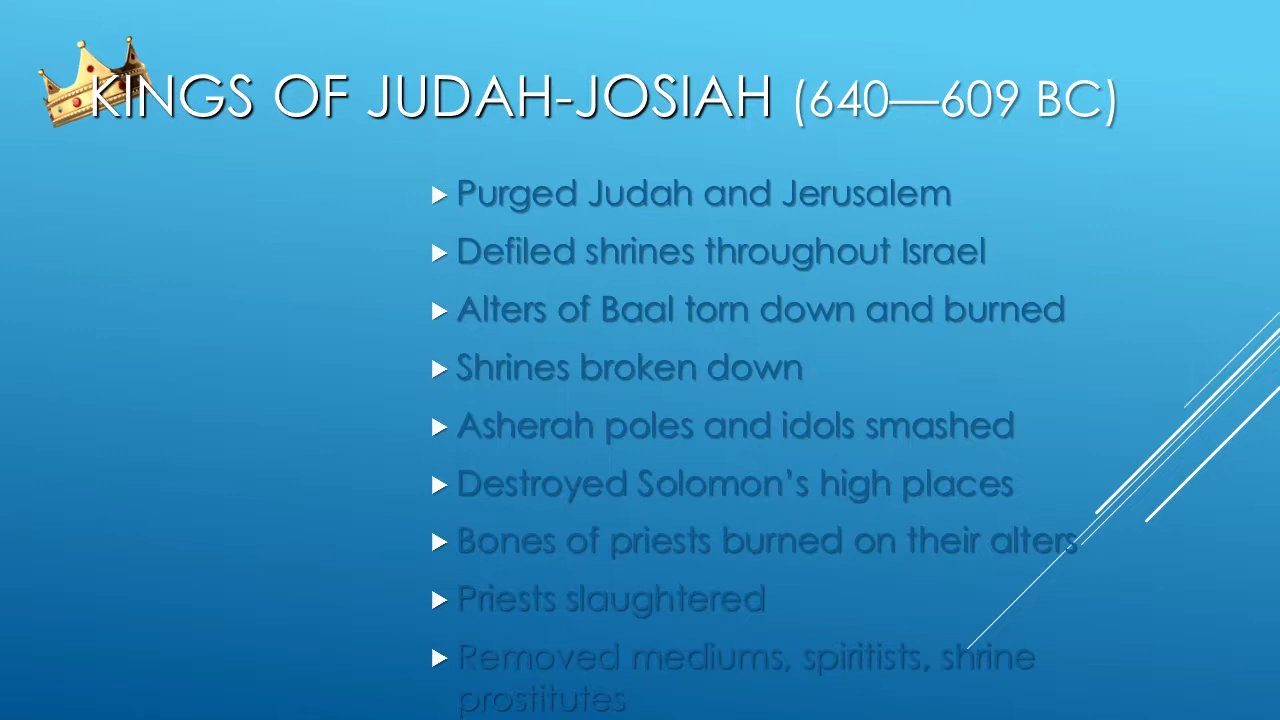 KINGS OF JUDAH-JOSIAH (640—609 BC)
Purged Judah and Jerusalem
Defiled shrines throughout Israel
Alters of Baal torn down and burned
Shrines broken down
Asherah poles and idols smashed
Destroyed Solomon’s high places
Bones of priests burned on their alters
Priests slaughtered
Removed mediums, spiritists, shrine
prostitutes